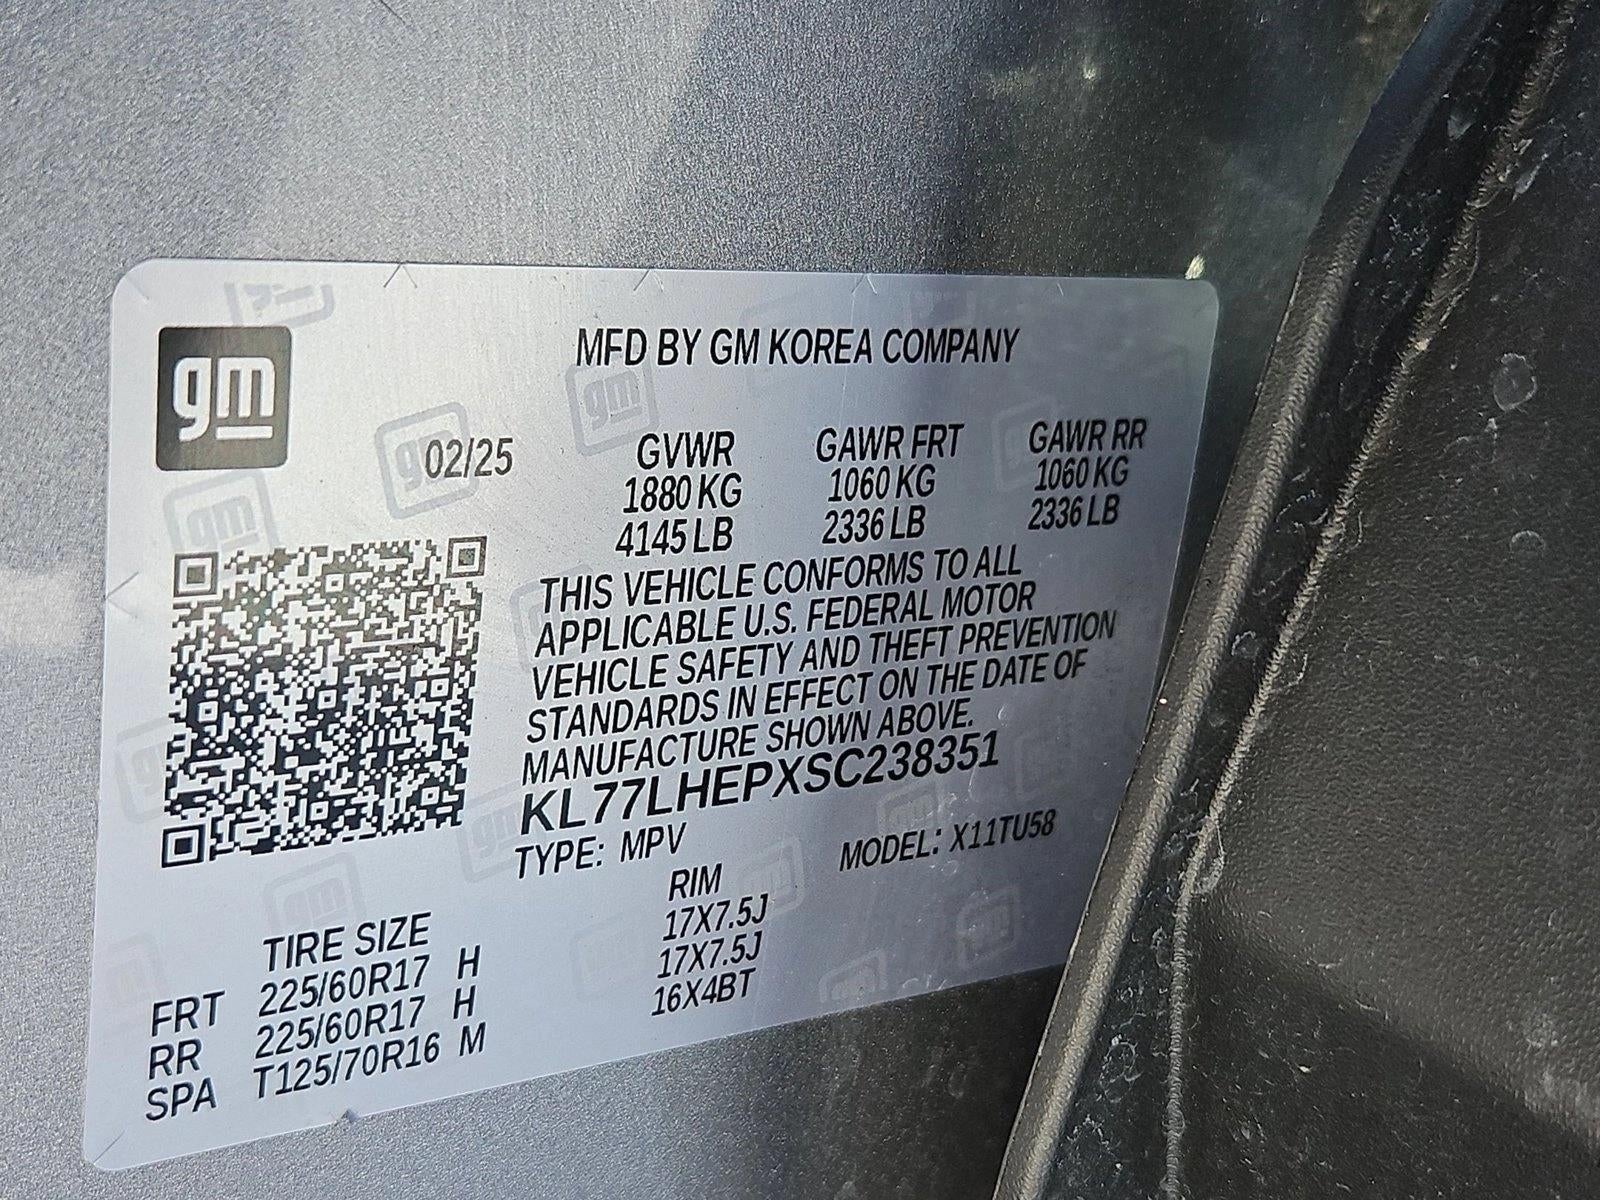 gm
MFD BY GM KOREA COMPANY
02/25
GVWR GAWR FRT GAWR RR
1880 KG 1060 KG 1060 KG
4145 LB 2336 LB 2336 LB
THIS VEHICLE CONFORMS TO ALL
APPLICABLE U.S. FEDERAL MOTOR
VEHICLE SAFETY AND THEFT PREVENTION
STANDARDS IN EFFECT ON THE DATE OF
MANUFACTURE SHOWN ABOVE.
KL77LHEPXSC238351
TYPE: MPV MODEL: X11TU58
TIRE SIZE RIM
FRT 225/60R17 H 17X7.5J
RR 225/60R17 H 17X7.5J
SPA T125/70R16 M 16X4BT